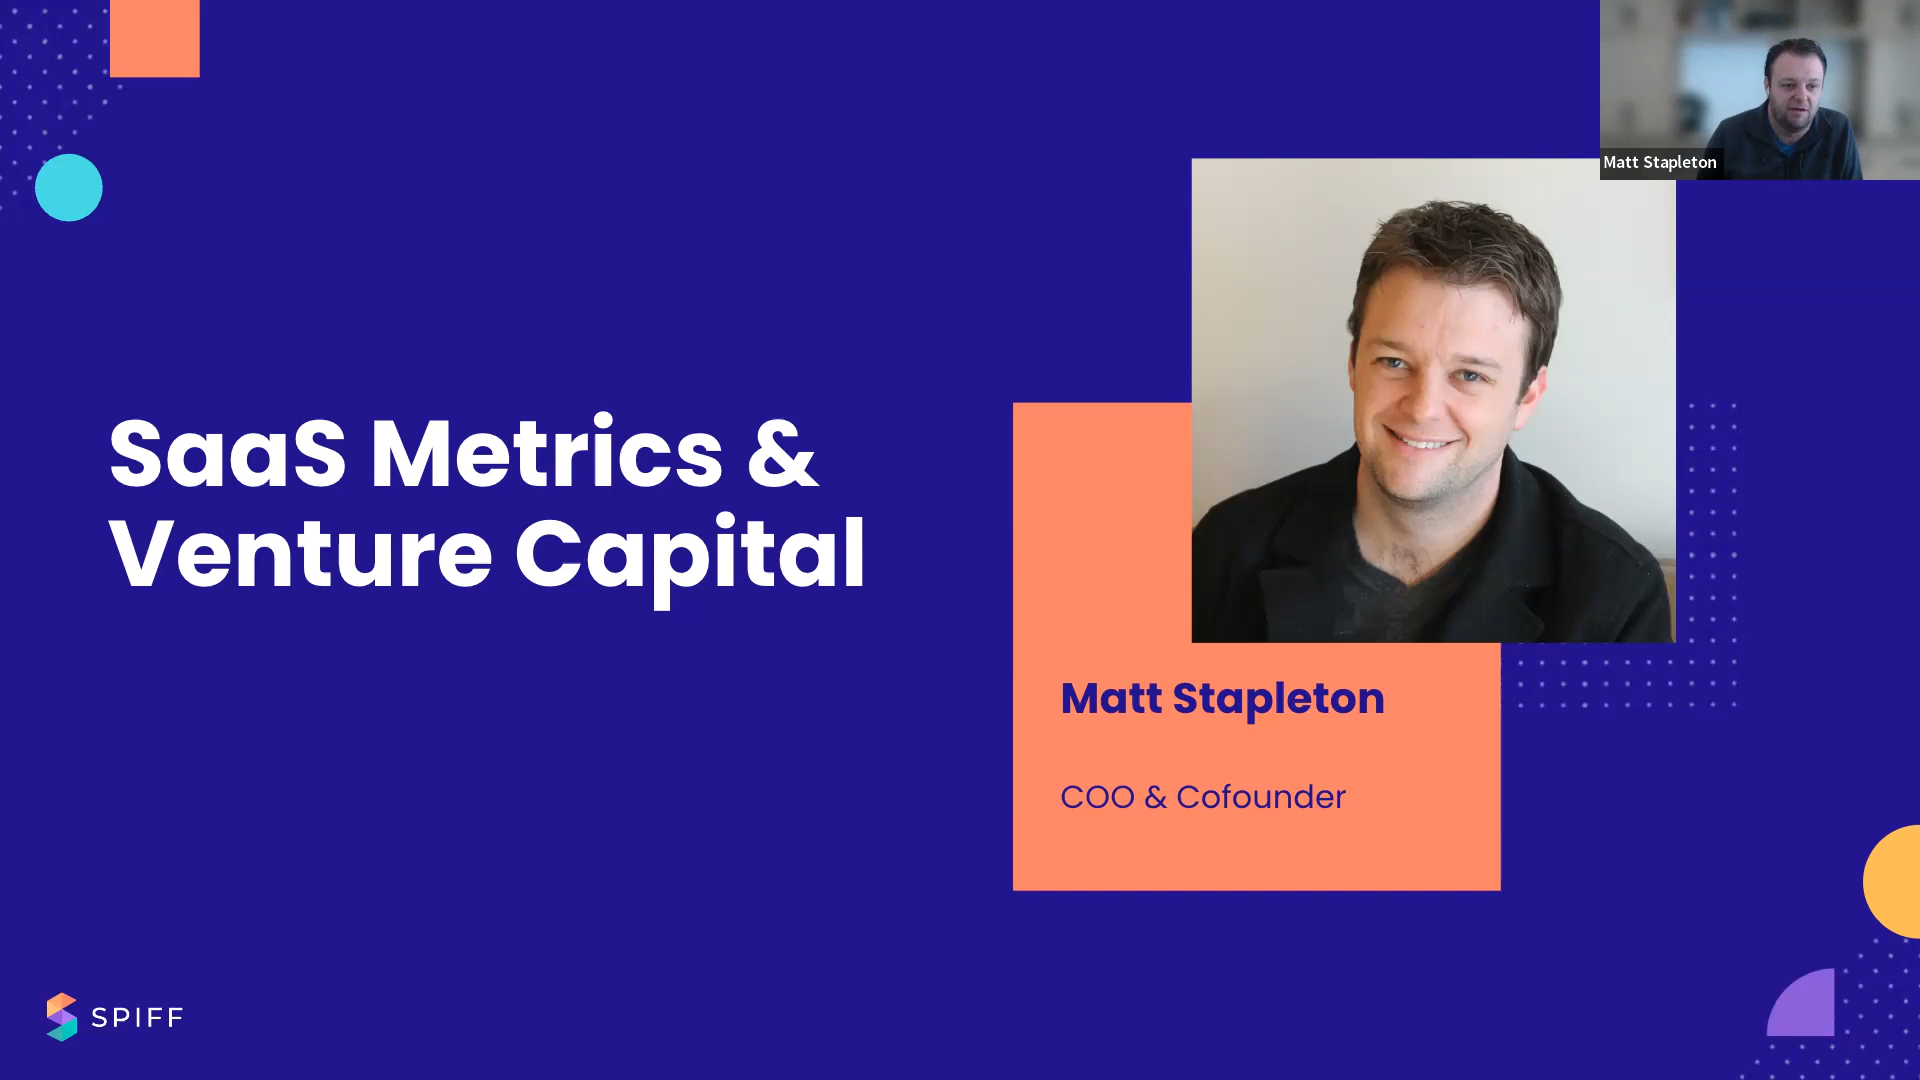 Matt Stapleton
SaaS Metrics &
Venture Capital
Matt Stapleton
COO & Cofounder
SPIFF